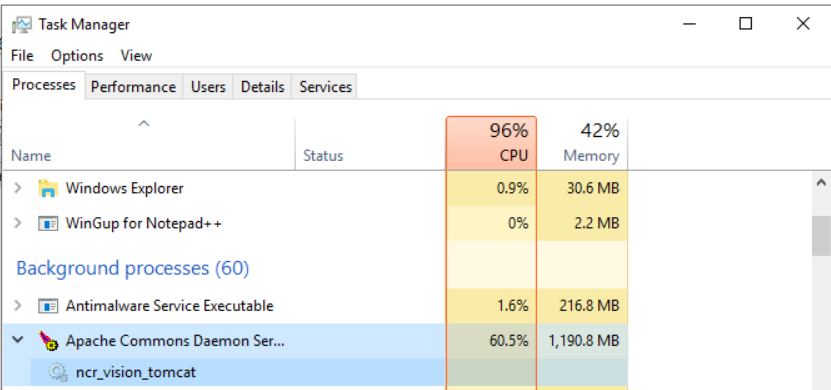 Task Manager
File Options View
Processes Performance Users Details Services
96% 42%
Name Status CPU Memory
Windows Explorer 0.9% 30.6 MB
WinGup for Notepad++ 0% 2.2 MB
Background processes (60)
Antimalware Service Executable 1.6% 216.8 MB
Apache Commons Daemon Ser... 60.5% 1,190.8 MB
ncr_vision_tomcat